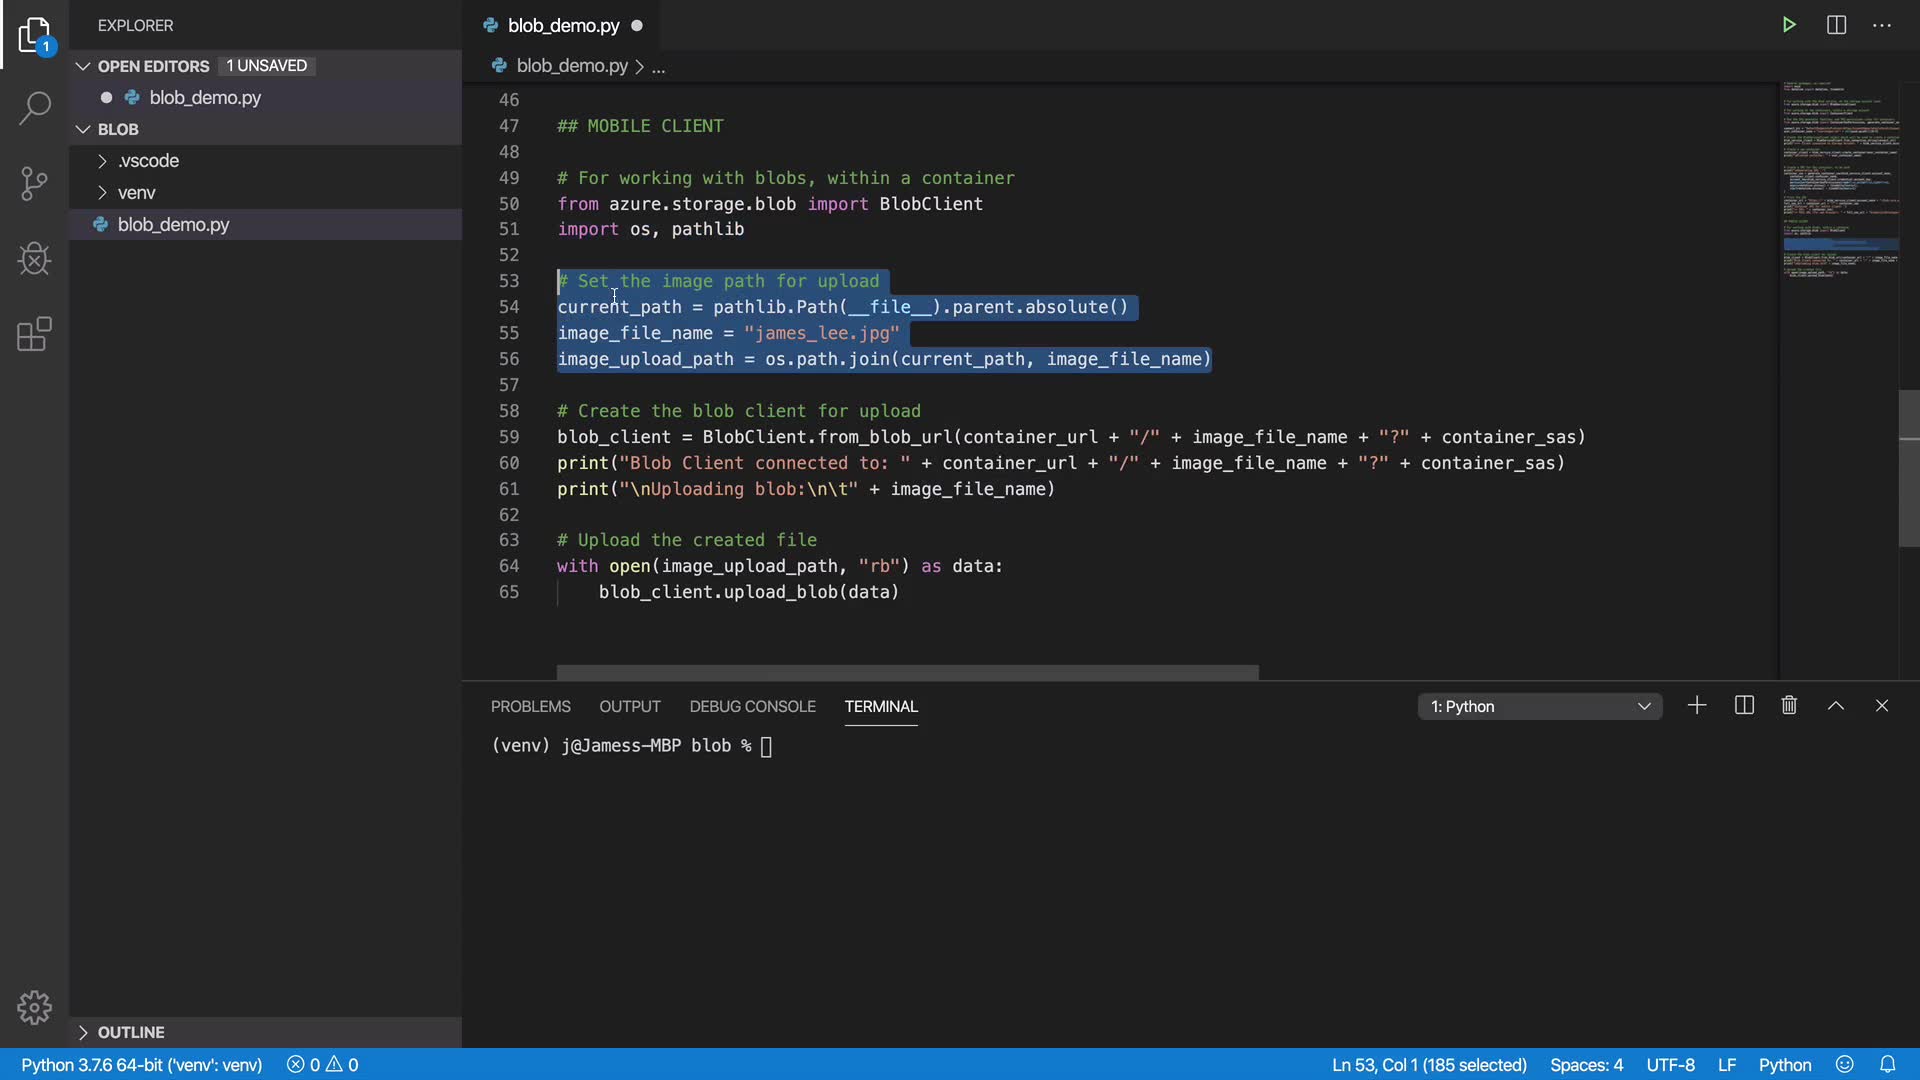 EXPLORER
OPEN EDITORS 1 UNSAVED
blob_demo.py
BLOB
.vscode
venv
blob_demo.py
OUTLINE
1
blob_demo.py
blob_demo.py > ...
46
47 ## MOBILE CLIENT
48
49 # For working with blobs, within a container
50 from azure.storage.blob import BlobClient
51 import os, pathlib
52
53 # Set the image path for upload
54 current_path = pathlib.Path(__file__).parent.absolute()
55 image_file_name = "james_lee.jpg"
56 image_upload_path = os.path.join(current_path, image_file_name)
57
58 # Create the blob client for upload
59 blob_client = BlobClient.from_blob_url(container_url + "/" + image_file_name + "?" + container_sas)
60 print("Blob Client connected to: " + container_url + "/" + image_file_name + "?" + container_sas)
61 print("\nUploading blob:\n\t" + image_file_name)
62
63 # Upload the created file
64 with open(image_upload_path, "rb") as data:
65     blob_client.upload_blob(data)
PROBLEMS OUTPUT DEBUG CONSOLE TERMINAL 1: Python
(venv) j@Jamess-MBP blob %
Python 3.7.6 64-bit ('venv': venv) 0 0 Ln 53, Col 1 (185 selected) Spaces: 4 UTF-8 LF Python